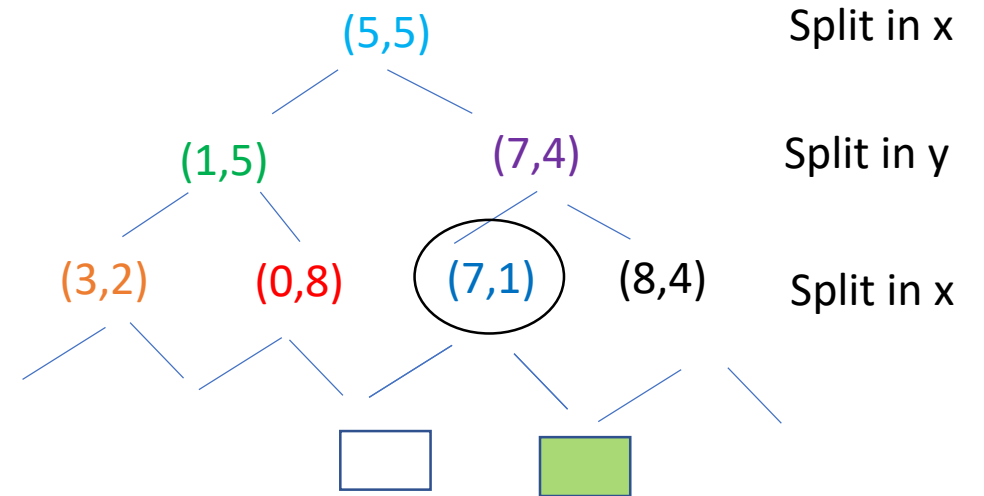 (5,5) Split in x
(1,5) (7,4) Split in y
(3,2) (0,8) (7,1) (8,4) Split in x